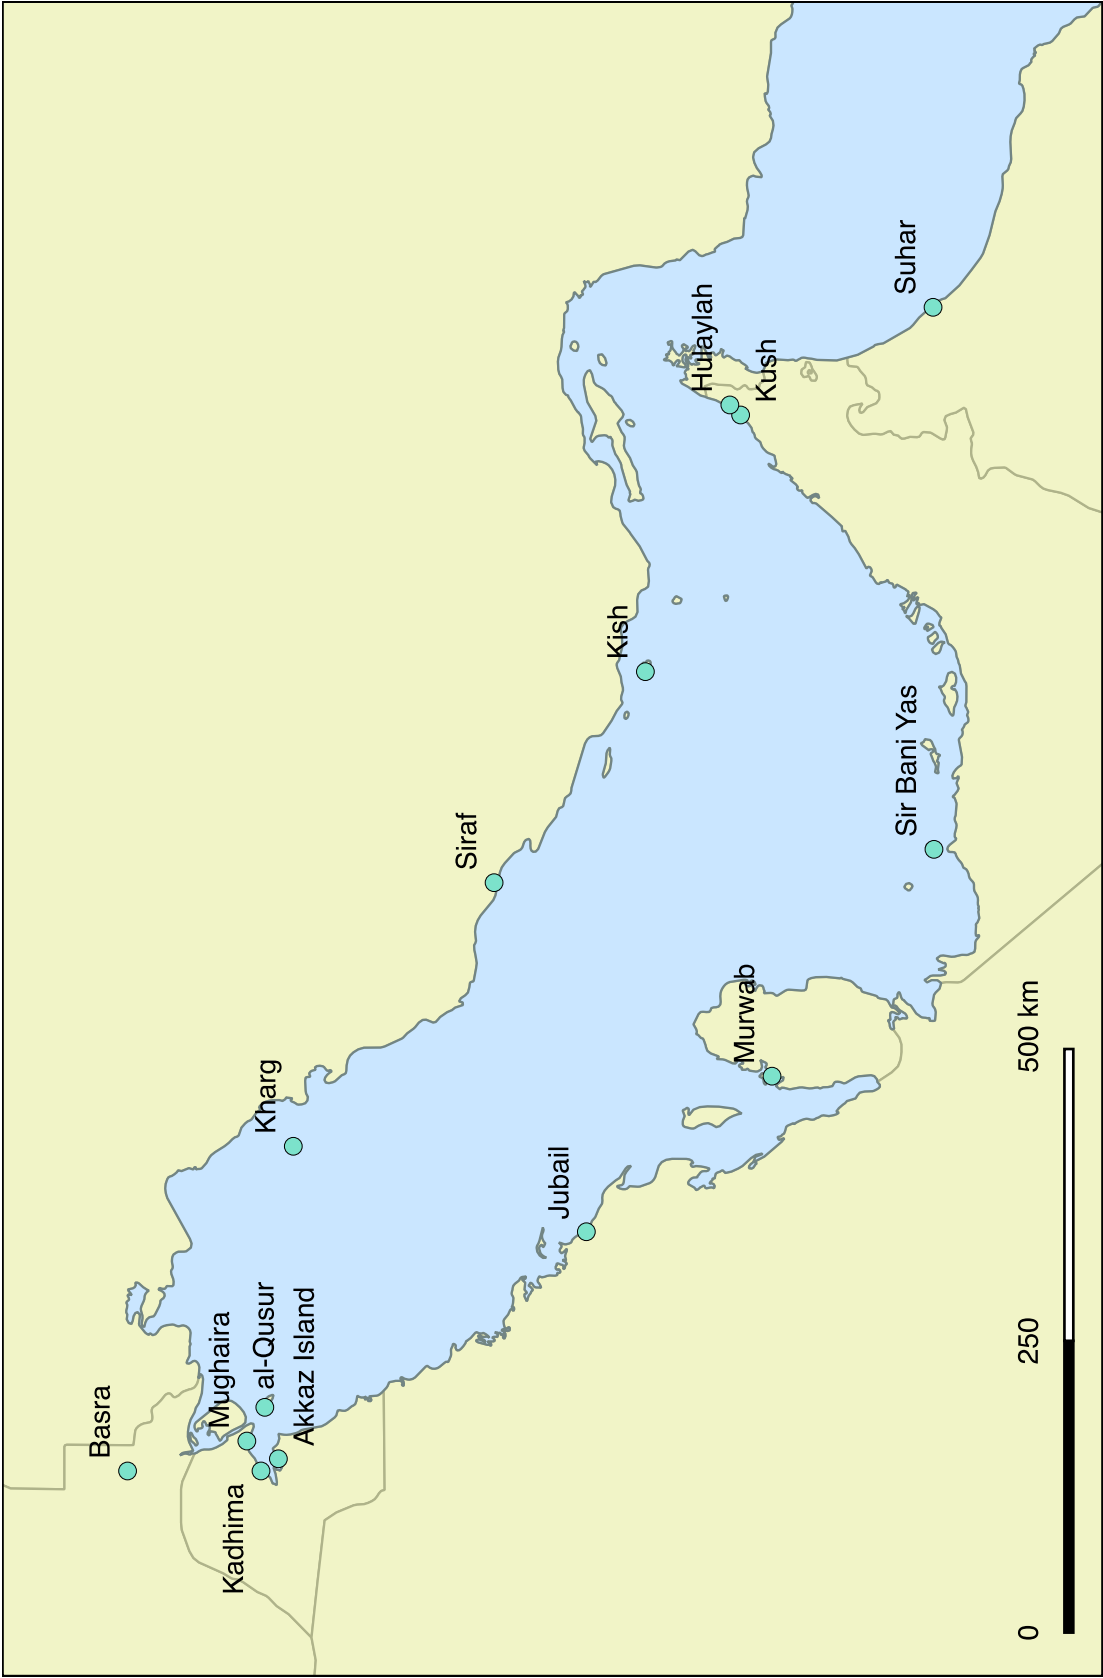 Basra
Mughaira
al-Qusur
Akkaz Island
Kadhima
Kharg
Siraf
Jubail
Kish
Murwab
Hulaylah
Kush
Sir Bani Yas
Suhar
0
250
500 km